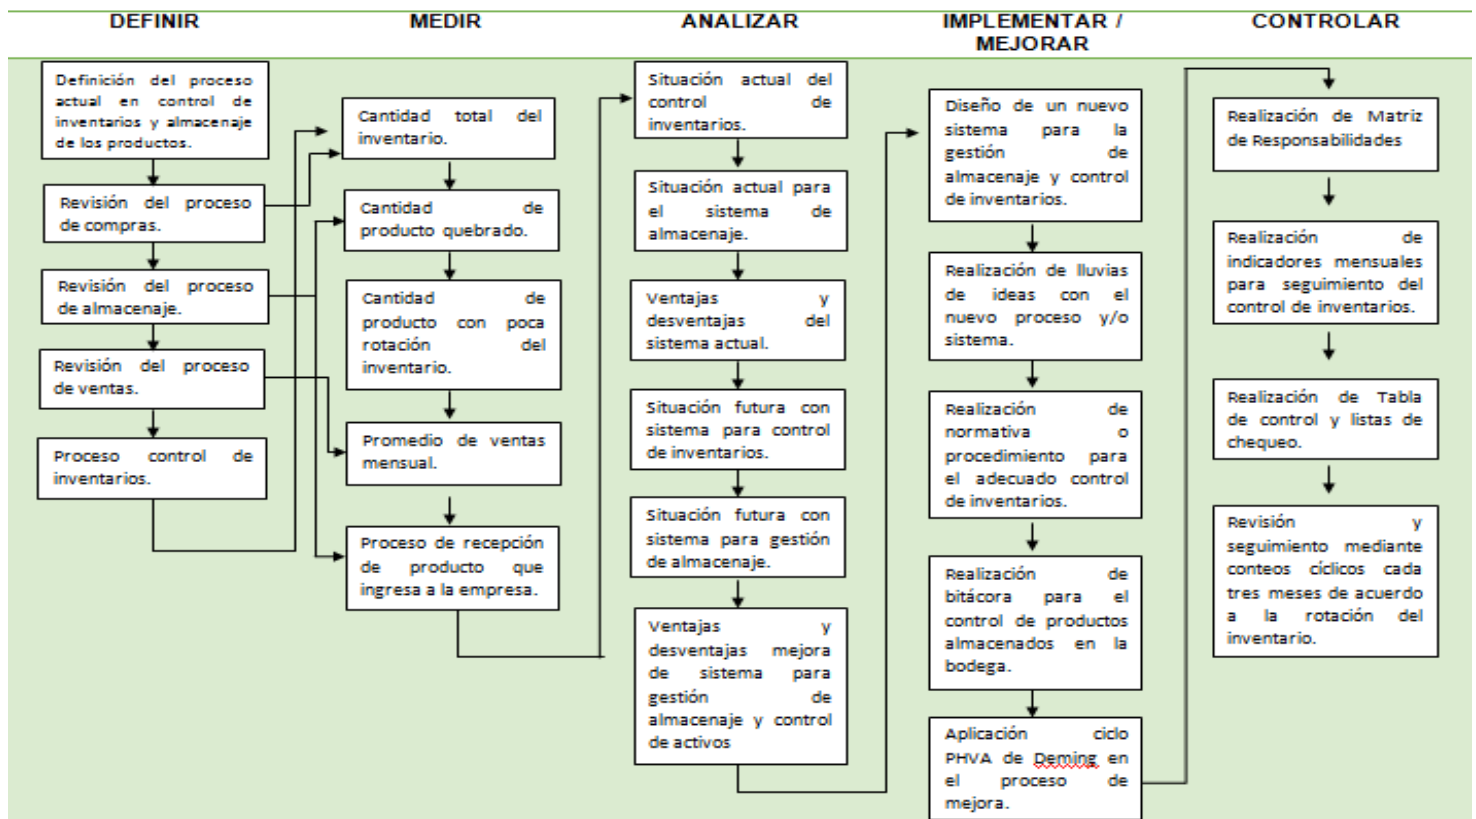 DEFINIR
MEDIR
ANALIZAR
IMPLEMENTAR /
MEJORAR
CONTROLAR
Definición del proceso
actual en control de
inventarios y almacenaje
de los productos.
Revisión del proceso
de compras.
Revisión del proceso
de almacenaje.
Revisión del proceso
de ventas.
Proceso control de
inventarios.
Cantidad total del
inventario.
Cantidad de
producto quebrado.
Cantidad de
producto con poca
rotación del
inventario.
Promedio de ventas
mensual.
Proceso de recepción
de producto que
ingresa a la empresa.
Situación actual del
control de
inventarios.
Situación actual para
el sistema de
almacenaje.
Ventajas y
desventajas del
sistema actual.
Situación futura con
sistema para control
de inventarios.
Situación futura con
sistema para gestión
de almacenaje.
Ventajas y
desventajas mejora
de sistema para
gestión de
almacenaje y control
de activos
Diseño de un nuevo
sistema para la
gestión de
almacenaje y control
de inventarios.
Realización de lluvias
de ideas con el
nuevo proceso y/o
sistema.
Realización de
normativa o
procedimiento para
el adecuado control
de inventarios.
Realización de
bitácora para el
control de productos
almacenados en la
bodega.
Aplicación ciclo
PHVA de Deming en
el proceso de
mejora.
Realización de Matriz
de Responsabilidades
Realización de
indicadores mensuales
para seguimiento del
control de inventarios.
Realización de Tabla
de control y listas de
chequeo.
Revisión y
seguimiento mediante
conteos cíclicos cada
tres meses de acuerdo
a la rotación del
inventario.